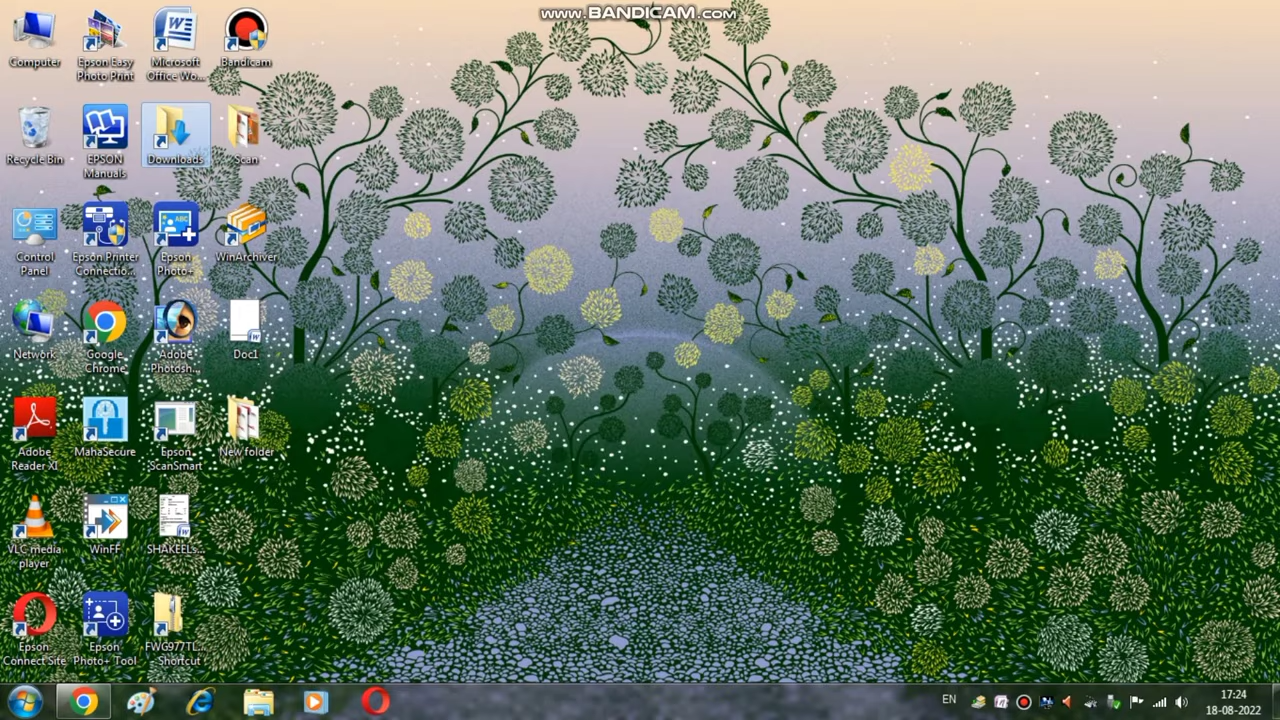 www.BANDICAM.com
Computer
Epson Easy
Photo Print
Microsoft
Office Wo...
Bandicam
Recycle Bin
EPSON
Manuals
Downloads
Scan
Control
Panel
Epson Printer
Connectio...
Epson
Photo+
WinArchiver
Network
Google
Chrome
Adobe
Photosh...
Doc1
Adobe
Reader XI
MahaSecure
Epson
ScanSmart
New folder
VLC media
player
WinFF
SHAKEELs...
Epson
Connect Site
Epson
Photo+ Tool
FWG977TL...
- Shortcut
EN
17:24
18-08-2022